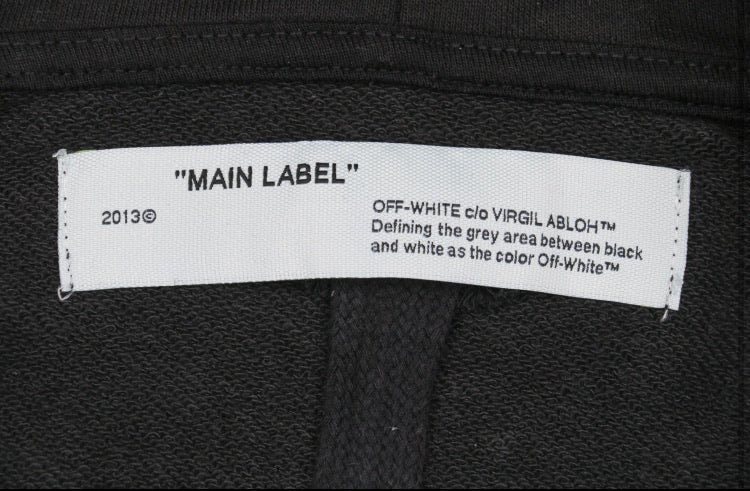 "MAIN LABEL"
2013©
OFF-WHITE c/o VIRGIL ABLOH™
Defining the grey area between black
and white as the color Off-White™